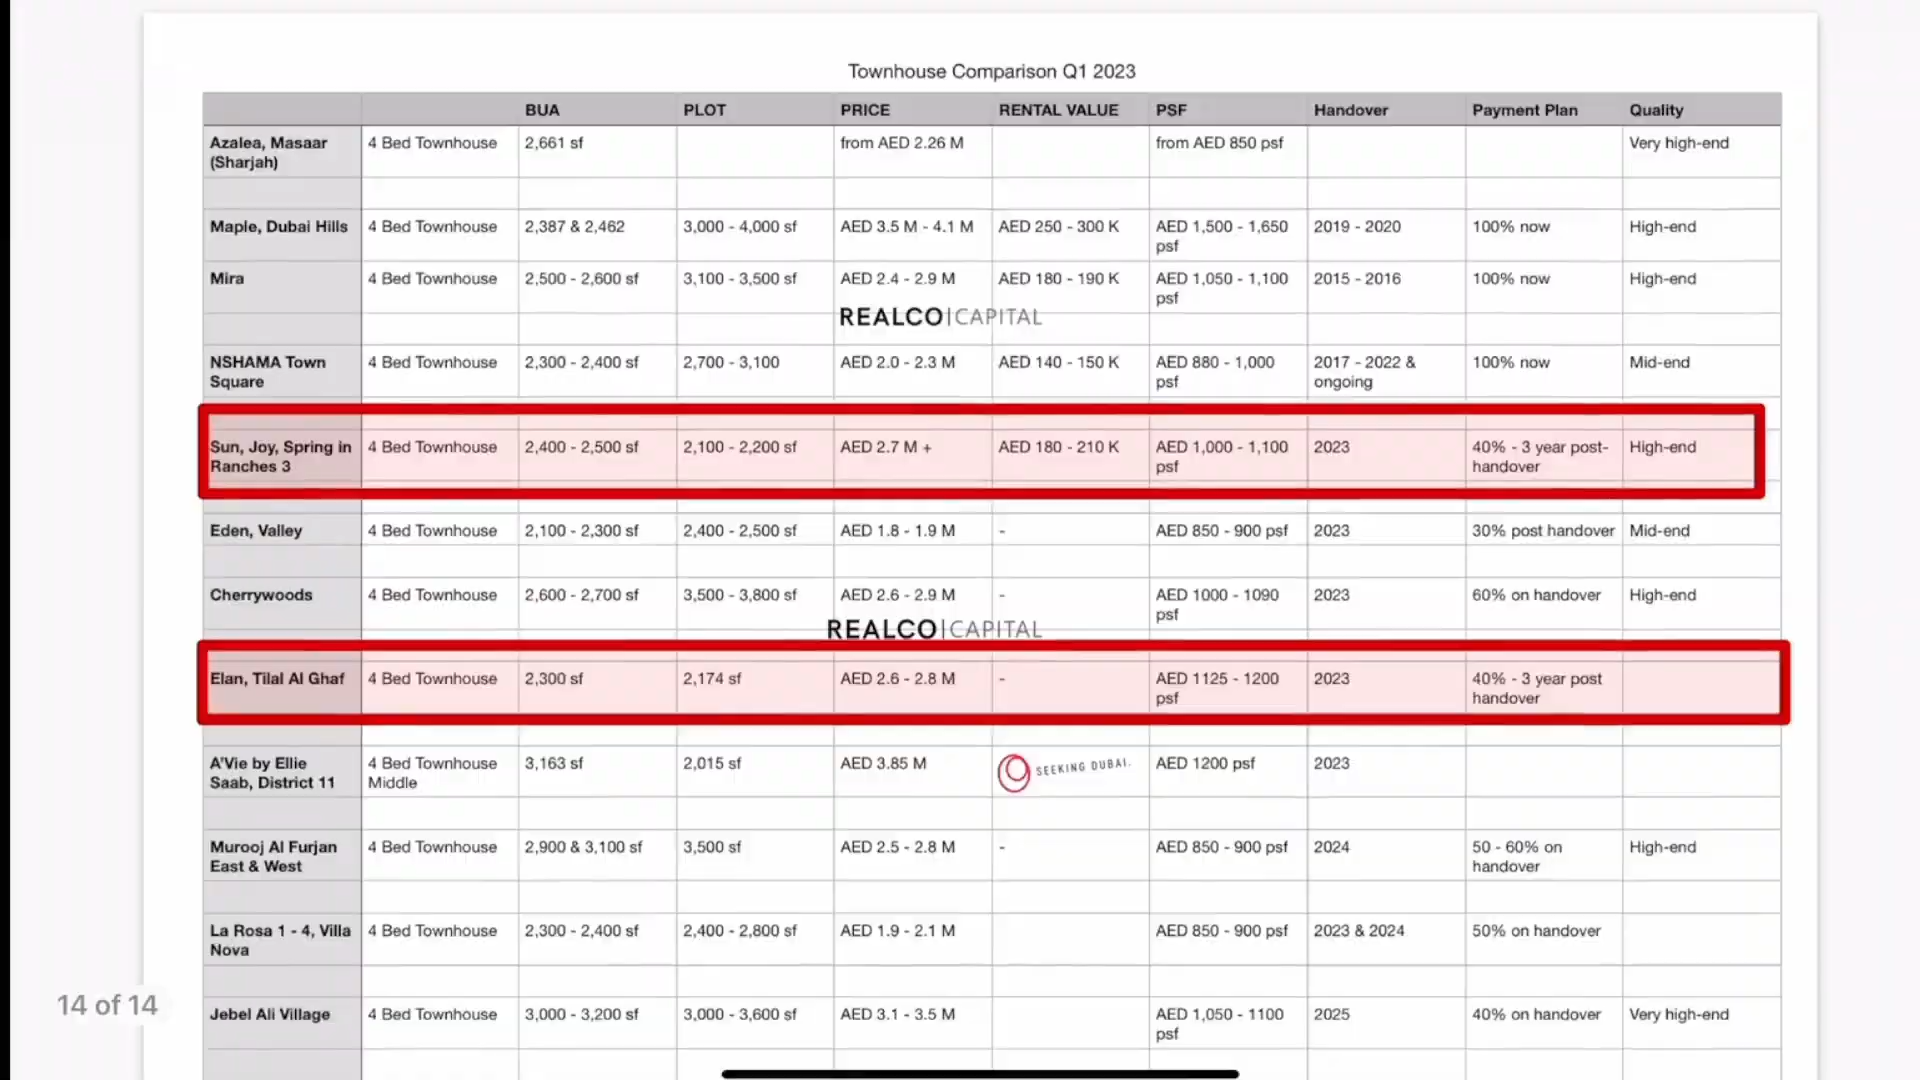 Townhouse Comparison Q1 2023
BUA PLOT PRICE RENTAL VALUE PSF Handover Payment Plan Quality
Azalea, Masaar 4 Bed Townhouse 2,661 sf from AED 2.26 M from AED 850 psf Very high-end
(Sharjah)
Maple, Dubai Hills 4 Bed Townhouse 2,387 & 2,462 3,000 - 4,000 sf AED 3.5 M - 4.1 M AED 250 - 300 K AED 1,500 - 1,650 2019 - 2020 100% now High-end
psf
Mira 4 Bed Townhouse 2,500 - 2,600 sf 3,100 - 3,500 sf AED 2.4 - 2.9 M AED 180 - 190 K AED 1,050 - 1,100 2015 - 2016 100% now High-end
psf
REALCO|CAPITAL
NSHAMA Town 4 Bed Townhouse 2,300 - 2,400 sf 2,700 - 3,100 AED 2.0 - 2.3 M AED 140 - 150 K AED 880 - 1,000 2017 - 2022 & 100% now Mid-end
Square psf ongoing
Sun, Joy, Spring in 4 Bed Townhouse 2,400 - 2,500 sf 2,100 - 2,200 sf AED 2.7 M + AED 180 - 210 K AED 1,000 - 1,100 2023 40% - 3 year post- High-end
Ranches 3 psf handover
Eden, Valley 4 Bed Townhouse 2,100 - 2,300 sf 2,400 - 2,500 sf AED 1.8 - 1.9 M - AED 850 - 900 psf 2023 30% post handover Mid-end
Cherrywoods 4 Bed Townhouse 2,600 - 2,700 sf 3,500 - 3,800 sf AED 2.6 - 2.9 M - AED 1000 - 1090 2023 60% on handover High-end
psf
REALCO|CAPITAL
Elan, Tilal Al Ghaf 4 Bed Townhouse 2,300 sf 2,174 sf AED 2.6 - 2.8 M - AED 1125 - 1200 2023 40% - 3 year post
psf handover
A'Vie by Ellie 4 Bed Townhouse 3,163 sf 2,015 sf AED 3.85 M SEEKING DUBAI. AED 1200 psf 2023
Saab, District 11 Middle
Murooj Al Furjan 4 Bed Townhouse 2,900 & 3,100 sf 3,500 sf AED 2.5 - 2.8 M - AED 850 - 900 psf 2024 50 - 60% on High-end
East & West handover
La Rosa 1 - 4, Villa 4 Bed Townhouse 2,300 - 2,400 sf 2,400 - 2,800 sf AED 1.9 - 2.1 M AED 850 - 900 psf 2023 & 2024 50% on handover
Nova
14 of 14
Jebel Ali Village 4 Bed Townhouse 3,000 - 3,200 sf 3,000 - 3,600 sf AED 3.1 - 3.5 M AED 1,050 - 1100 2025 40% on handover Very high-end
psf